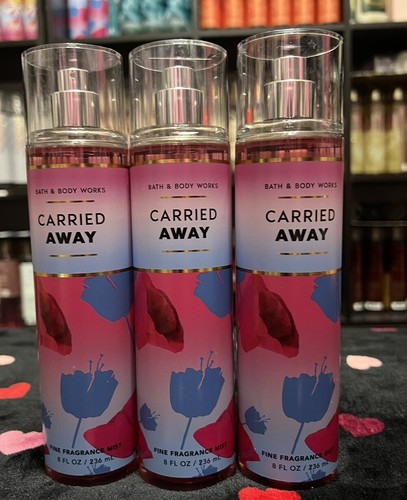 BATH & BODY WORKS
CARRIED
AWAY
FINE FRAGRANCE MIST
8 FL OZ / 236 mL
BATH & BODY WORKS
CARRIED
AWAY
FINE FRAGRANCE MIST
8 FL OZ / 236 mL
BATH & BODY WORKS
CARRIED
AWAY
FINE FRAGRANCE MIST
8 FL OZ / 236 mL